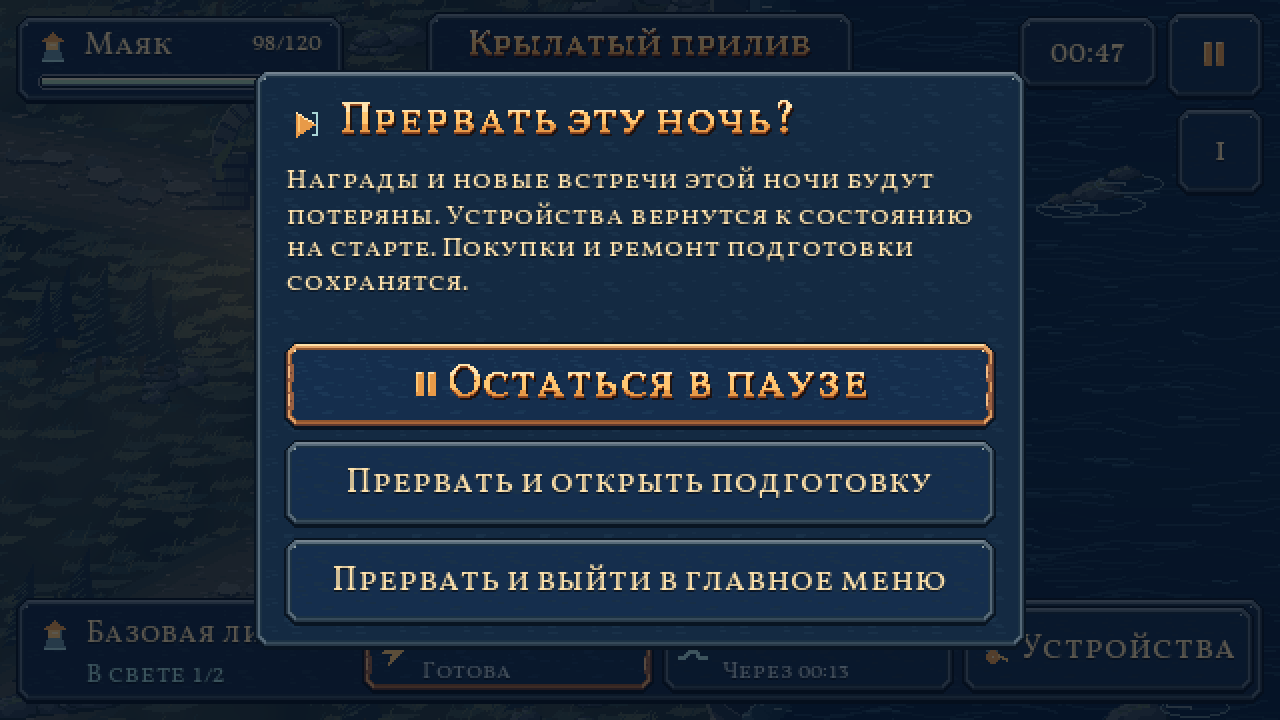 Маяк
98/120
Крылатый прилив
00:47
I
Прервать эту ночь?
Награды и новые встречи этой ночи будут
потеряны. Устройства вернутся к состоянию
на старте. Покупки и ремонт подготовки
сохранятся.
Остаться в паузе
Прервать и открыть подготовку
Прервать и выйти в главное меню
Базовая
В свете 1/2
Готова
Через 00:13
Устройства